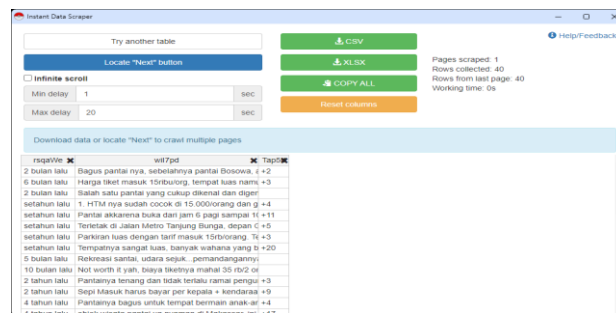 Instant Data Scraper
Try another table
CSV
Help/Feedback
Locate "Next" button
XLSX
Pages scraped: 1
Rows collected: 40
Rows from last page: 40
Working time: 0s
Infinite scroll
COPY ALL
Min delay 1 sec
Max delay 20 sec
Reset columns
Download data or locate "Next" to crawl multiple pages
rsqaWe wiI7pd
2 bulan lalu Bagus pantai nya, sebelahnya pantai Bosowa, +2
6 bulan lalu Harga tiket masuk 15ribu/org, tempat luas +3
2 bulan lalu Salah satu pantai yang cukup dikenal dan
setahun lalu 1. HTM nya sudah cocok di 15.000/orang dan +4
setahun lalu Pantai akkarena buka dari jam 6 pagi sampai +11
setahun lalu Terletak di Jalan Metro Tanjung Bunga, depan +5
setahun lalu Parkiran luas dengan tarif masuk 15rb/orang. +3
setahun lalu Tempatnya sangat luas, banyak wahana yang +20
5 bulan lalu Rekreasi santai, udara sejuk...pemandangannya
10 bulan lalu Not worth it yah, biaya tiketnya mahal 35 rb/2
2 tahun lalu Pantainya tenang dan tidak terlalu ramai +3
2 tahun lalu Sepi Masuk harus bayar per kepala + +9
4 tahun lalu Pantainya bagus untuk tempat bermain +4